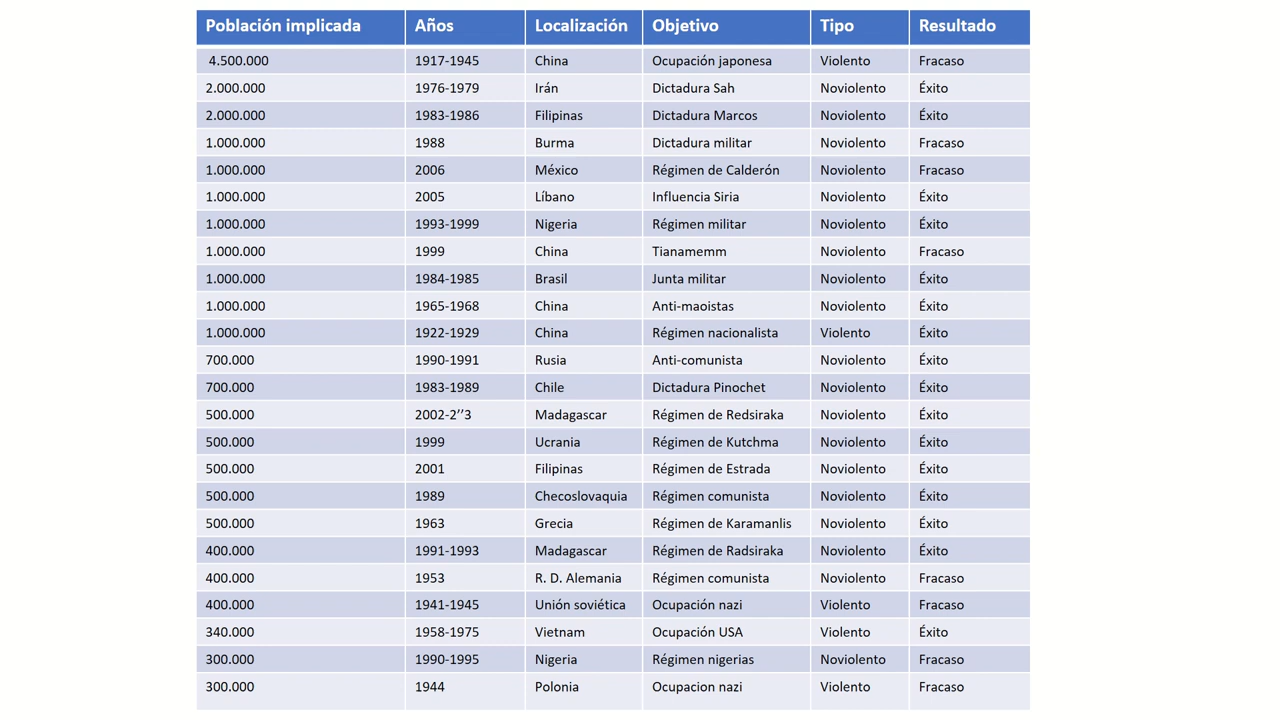 Población implicada Años Localización Objetivo Tipo Resultado
4.500.000 1917-1945 China Ocupación japonesa Violento Fracaso
2.000.000 1976-1979 Irán Dictadura Sah Noviolento Éxito
2.000.000 1983-1986 Filipinas Dictadura Marcos Noviolento Éxito
1.000.000 1988 Burma Dictadura militar Noviolento Fracaso
1.000.000 2006 México Régimen de Calderón Noviolento Fracaso
1.000.000 2005 Líbano Influencia Siria Noviolento Éxito
1.000.000 1993-1999 Nigeria Régimen militar Noviolento Éxito
1.000.000 1999 China Tianamemm Noviolento Fracaso
1.000.000 1984-1985 Brasil Junta militar Noviolento Éxito
1.000.000 1965-1968 China Anti-maoistas Noviolento Éxito
1.000.000 1922-1929 China Régimen nacionalista Violento Éxito
700.000 1990-1991 Rusia Anti-comunista Noviolento Éxito
700.000 1983-1989 Chile Dictadura Pinochet Noviolento Éxito
500.000 2002-2’’3 Madagascar Régimen de Redsiraka Noviolento Éxito
500.000 1999 Ucrania Régimen de Kutchma Noviolento Éxito
500.000 2001 Filipinas Régimen de Estrada Noviolento Éxito
500.000 1989 Checoslovaquia Régimen comunista Noviolento Éxito
500.000 1963 Grecia Régimen de Karamanlis Noviolento Éxito
400.000 1991-1993 Madagascar Régimen de Radsiraka Noviolento Éxito
400.000 1953 R. D. Alemania Régimen comunista Noviolento Fracaso
400.000 1941-1945 Unión soviética Ocupación nazi Violento Fracaso
340.000 1958-1975 Vietnam Ocupación USA Violento Éxito
300.000 1990-1995 Nigeria Régimen nigerias Noviolento Fracaso
300.000 1944 Polonia Ocupacion nazi Violento Fracaso